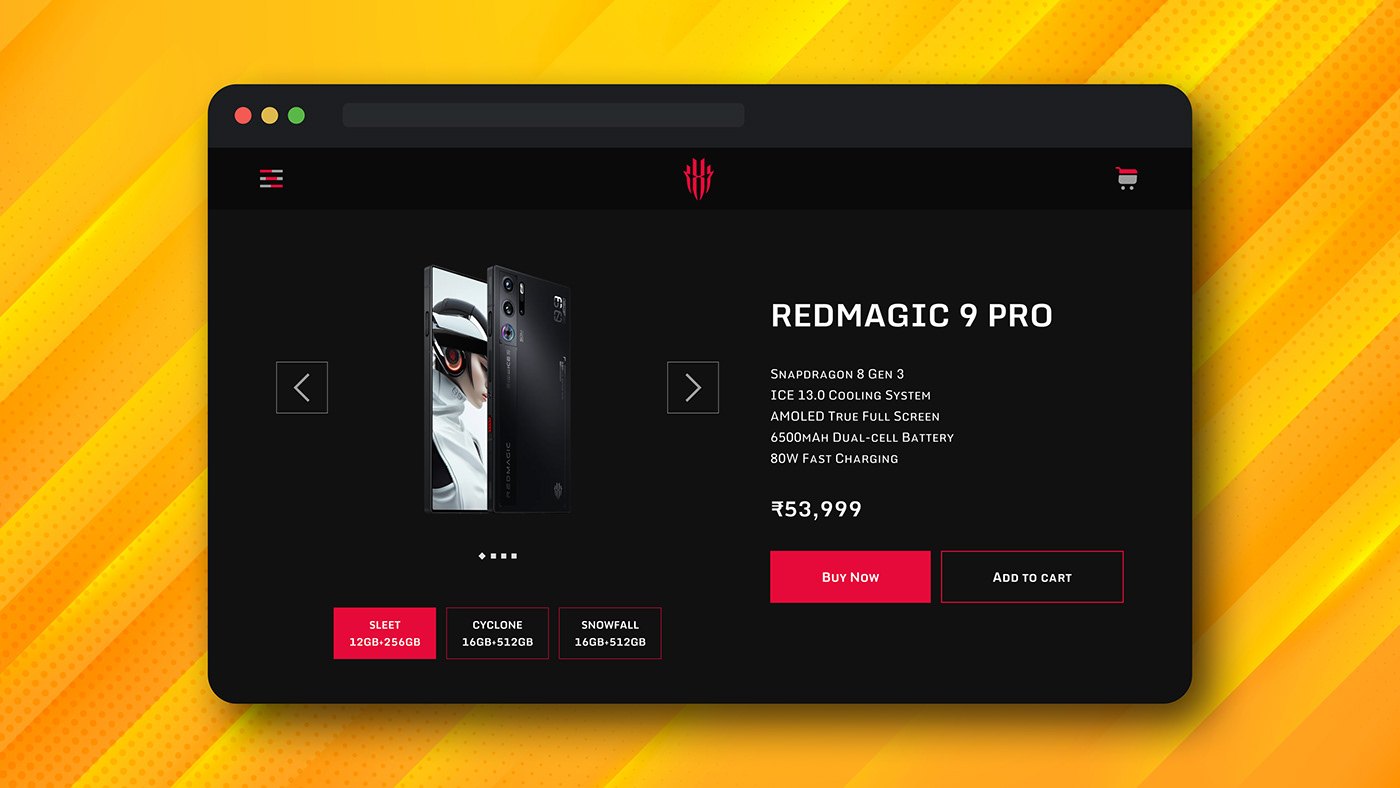 REDMAGIC 9 PRO
Snapdragon 8 Gen 3
ICE 13.0 Cooling System
AMOLED True Full Screen
6500mAh Dual-cell Battery
80W Fast Charging
₹53,999
Buy Now
Add to cart
REDMAGIC
SLEET
12GB+256GB
CYCLONE
16GB+512GB
SNOWFALL
16GB+512GB